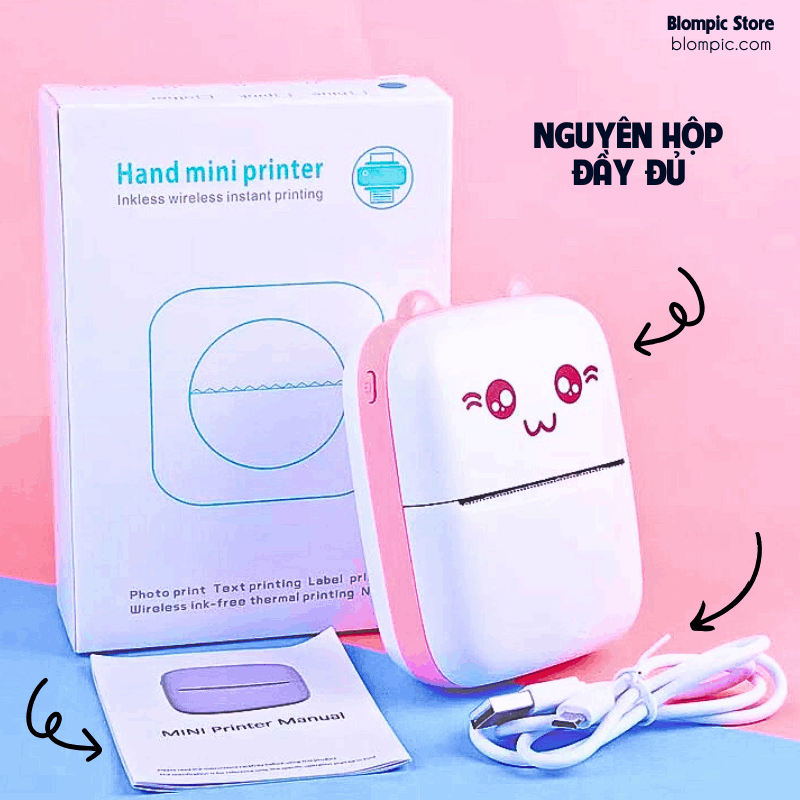 Blompic Store
blompic.com
NGUYÊN HỘP
ĐẦY ĐỦ
Hand mini printer
Inkless wireless instant printing
Photo print Text printing Label pri
Wireless ink-free thermal printing N
MINI Printer Manual